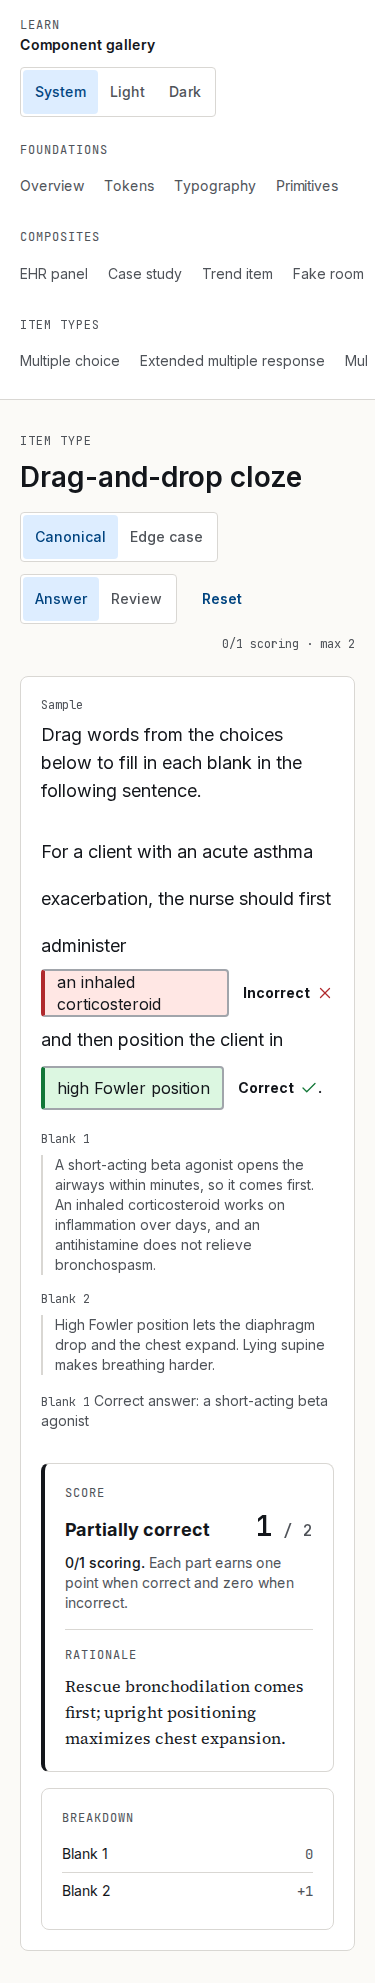 LEARN
Component gallery
System Light Dark
FOUNDATIONS
Overview Tokens Typography Primitives
COMPOSITES
EHR panel Case study Trend item Fake room
ITEM TYPES
Multiple choice Extended multiple response Mul
ITEM TYPE
Drag-and-drop cloze
Canonical Edge case
Answer Review Reset
0/1 scoring · max 2
Sample
Drag words from the choices
below to fill in each blank in the
following sentence.
For a client with an acute asthma
exacerbation, the nurse should first
administer
an inhaled
corticosteroid
Incorrect
and then position the client in
high Fowler position Correct .
Blank 1
A short-acting beta agonist opens the
airways within minutes, so it comes first.
An inhaled corticosteroid works on
inflammation over days, and an
antihistamine does not relieve
bronchospasm.
Blank 2
High Fowler position lets the diaphragm
drop and the chest expand. Lying supine
makes breathing harder.
Blank 1 Correct answer: a short-acting beta
agonist
SCORE
Partially correct 1 / 2
0/1 scoring. Each part earns one
point when correct and zero when
incorrect.
RATIONALE
Rescue bronchodilation comes
first; upright positioning
maximizes chest expansion.
BREAKDOWN
Blank 1 0
Blank 2 +1